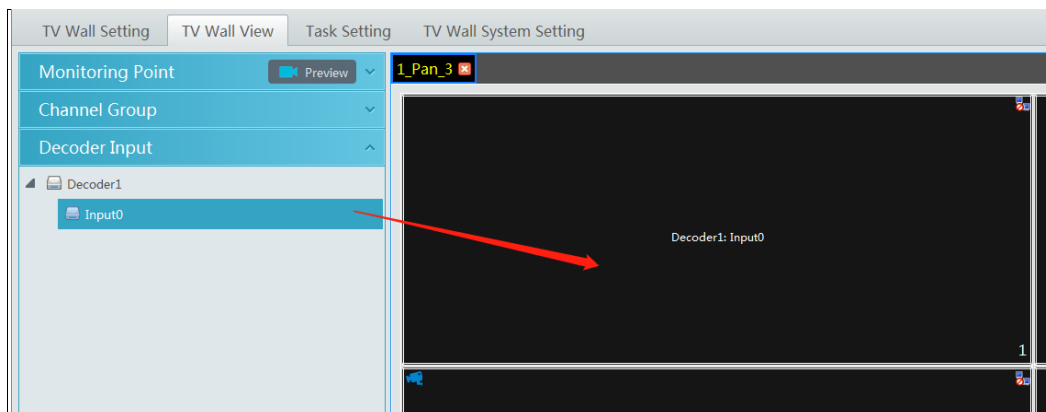 TV Wall Setting TV Wall View Task Setting TV Wall System Setting
Monitoring Point Preview
1_Pan_3
Channel Group
Decoder Input
Decoder1
Input0
Decoder1: Input0
1